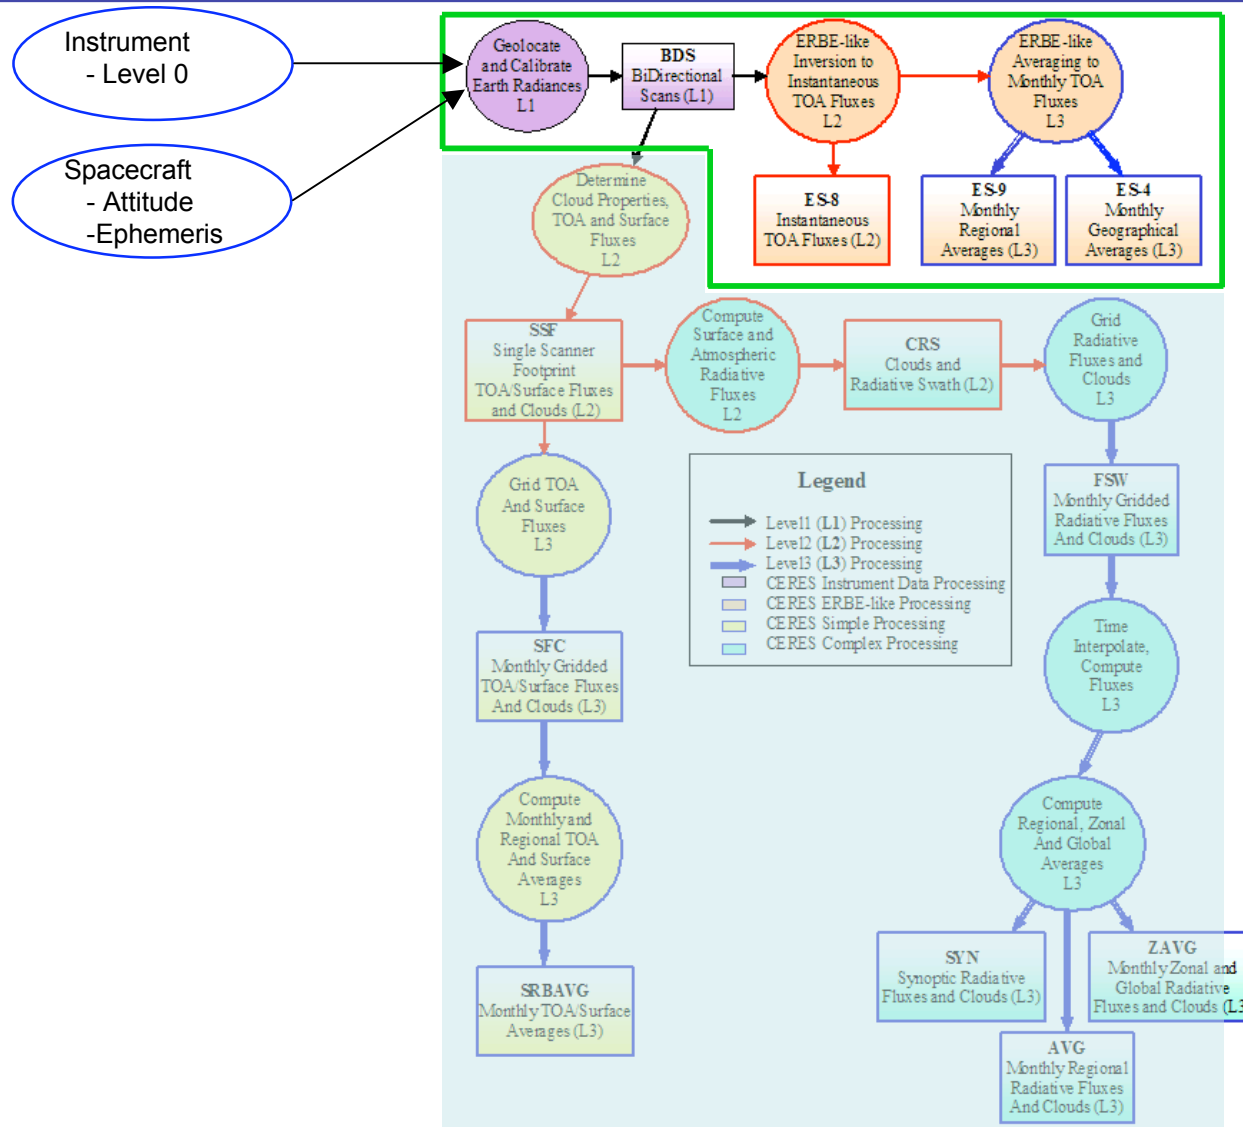 Instrument
- Level 0
Spacecraft
- Attitude
-Ephemeris
Geolocate
and Calibrate
Earth Radiances
L1
BDS
BiDirectional
Scans (L1)
ERBE-like
Inversion to
Instantaneous
TOA Fluxes
L2
ERBE-like
Averaging to
Monthly TOA
Fluxes
L3
ES-8
Instantaneous
TOA Fluxes (L2)
ES-9
Monthly
Regional
Averages (L3)
ES-4
Monthly
Geographical
Averages (L3)
Determine
Cloud Properties,
TOA and Surface
Fluxes
L2
SSF
Single Scanner
Footprint
TOA/Surface Fluxes
and Clouds (L2)
Compute
Surface and
Atmospheric
Radiative
Fluxes
L2
CRS
Clouds and
Radiative Swath (L2)
Grid
Radiative
Fluxes and
Clouds
L3
Grid TOA
And Surface
Fluxes
L3
Legend
Level1 (L1) Processing
Level2 (L2) Processing
Level3 (L3) Processing
CERES Instrument Data Processing
CERES ERBE-like Processing
CERES Simple Processing
CERES Complex Processing
FSW
Monthly Gridded
Radiative Fluxes
And Clouds (L3)
SFC
Monthly Gridded
TOA/Surface Fluxes
And Clouds (L3)
Time
Interpolate,
Compute
Fluxes
L3
Compute
Monthly and
Regional TOA
And Surface
Averages
L3
Compute
Regional, Zonal
And Global
Averages
L3
SRBAVG
Monthly TOA/Surface
Averages (L3)
SYN
Synoptic Radiative
Fluxes and Clouds (L3)
ZAVG
Monthly Zonal and
Global Radiative
Fluxes and Clouds (L3
AVG
Monthly Regional
Radiative Fluxes
And Clouds (L3)